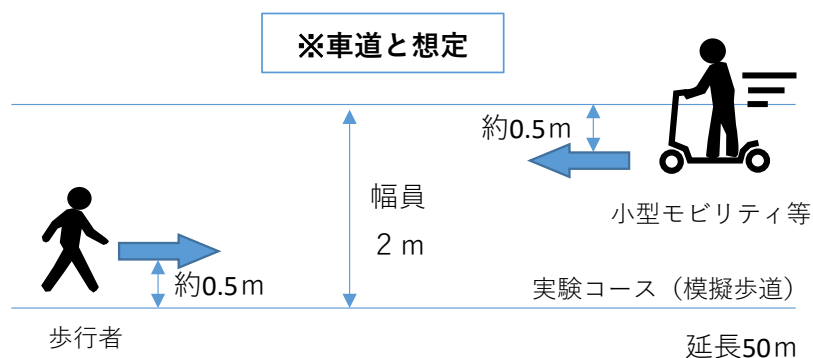 ※車道と想定
約0.5ｍ
幅員
２ｍ
小型モビリティ等
約0.5ｍ
実験コース（模擬歩道）
歩行者
延長50ｍ